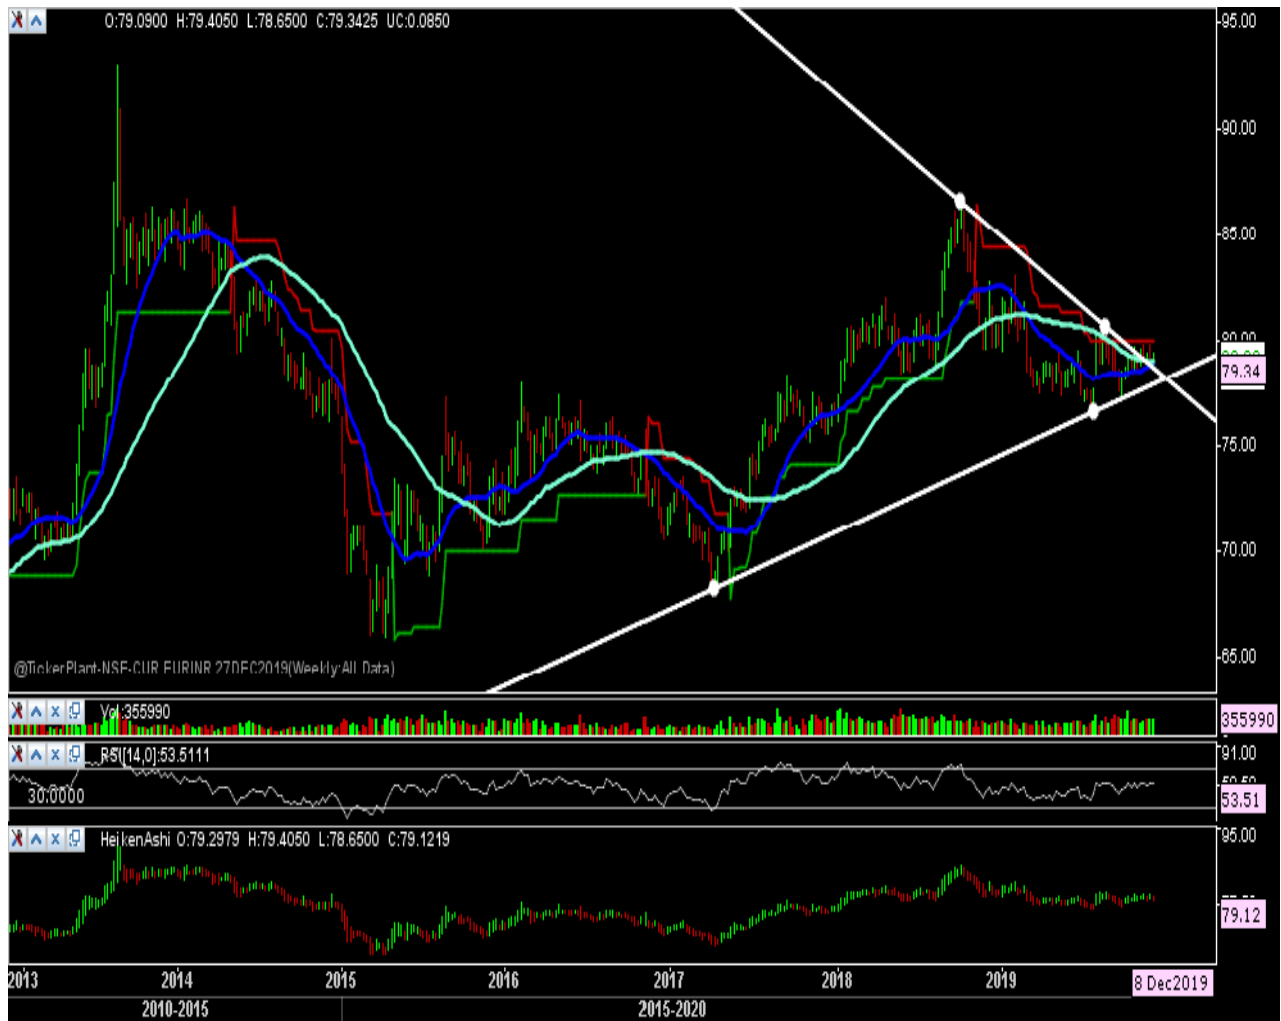 O:79.0900 H:79.4050 L:78.6500 C:79.3425 UC:0.0850
95.00
90.00
85.00
80.00
79.34
75.00
70.00
65.00
@TickerPlant-NSE-CUR EURINR 27DEC2019(Weekly:All Data)
Vol:355990
355990
RSI[14,0]:53.5111
91.00
53.51
30.0000
HeikenAshi O:79.2979 H:79.4050 L:78.6500 C:79.1219
95.00
79.12
2013 2014 2015 2016 2017 2018 2019 8 Dec2019
2010-2015 2015-2020